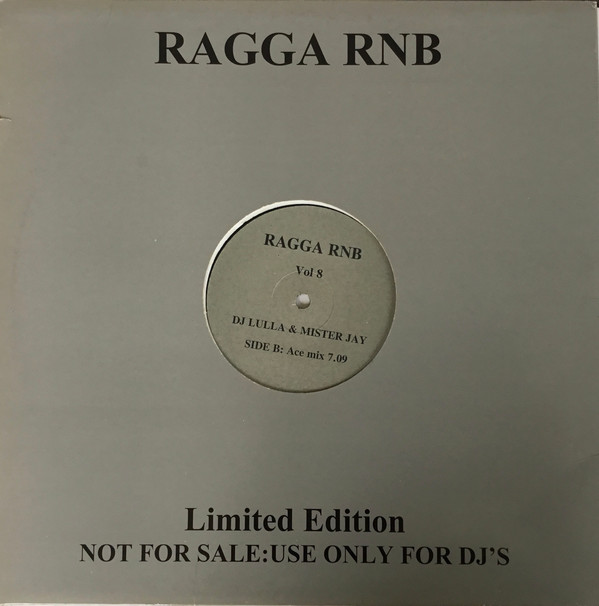 RAGGA RNB
RAGGA RNB
Vol 8
DJ LULLA & MISTER JAY
SIDE B: Ace mix 7.09
Limited Edition
NOT FOR SALE:USE ONLY FOR DJ'S